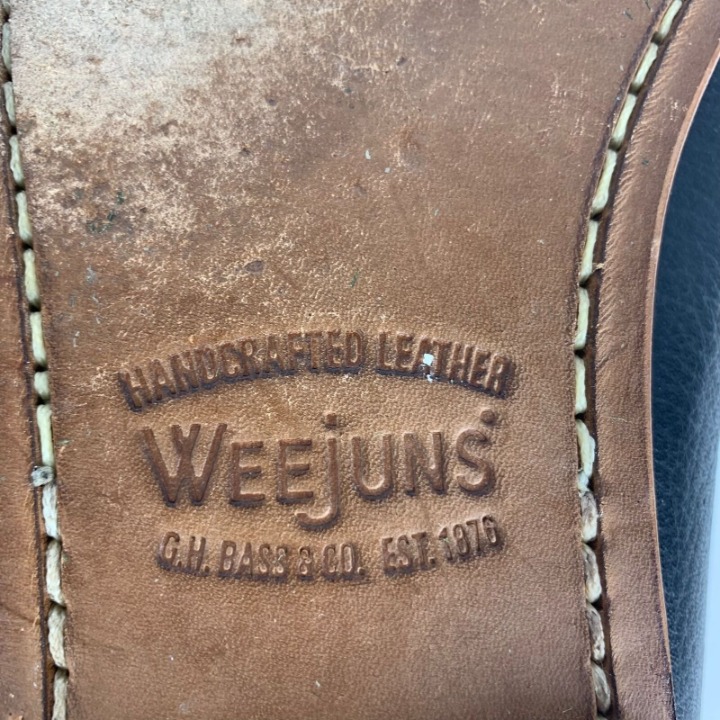 HANDCRAFTED LEATHER
WEEjUNS
G.H. BASS & CO. EST. 1876